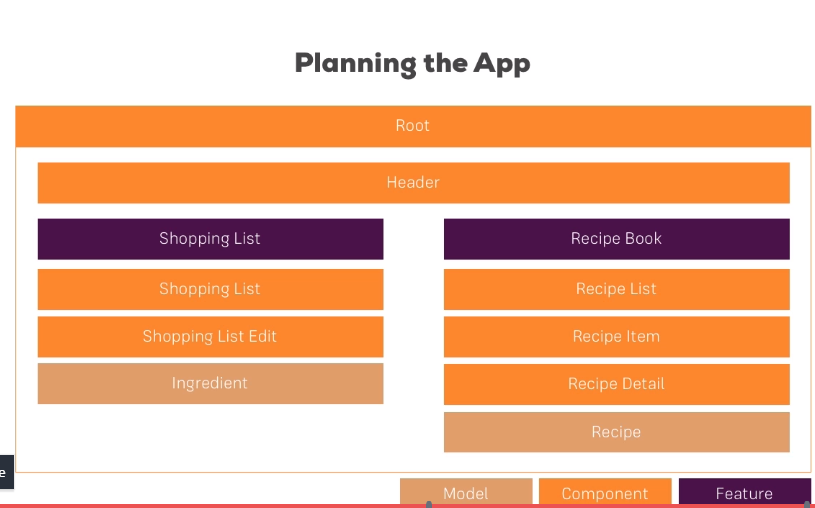 Planning the App
Root
Header
Shopping List
Recipe Book
Shopping List
Recipe List
Shopping List Edit
Recipe Item
Ingredient
Recipe Detail
Recipe
e
Model
Component
Feature